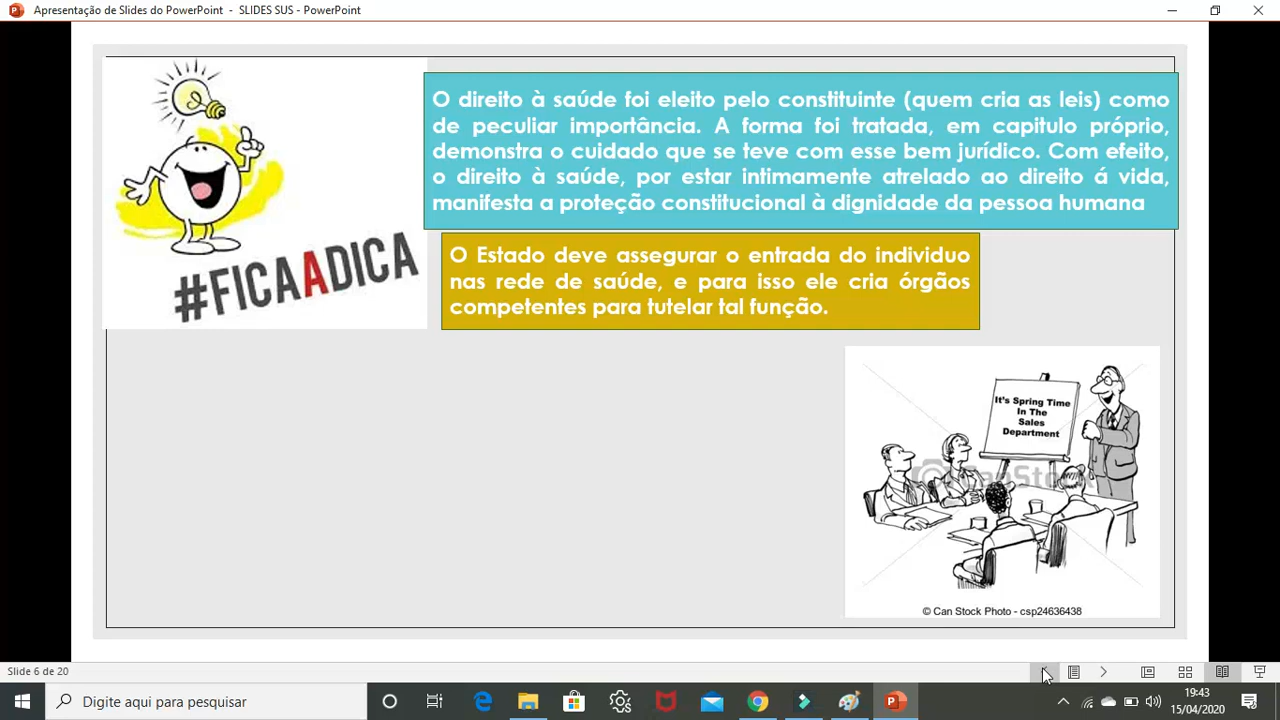 Apresentação de Slides do PowerPoint - SLIDES SUS - PowerPoint
#FICAADICA
O direito à saúde foi eleito pelo constituinte (quem cria as leis) como
de peculiar importância. A forma foi tratada, em capitulo próprio,
demonstra o cuidado que se teve com esse bem jurídico. Com efeito,
o direito à saúde, por estar intimamente atrelado ao direito á vida,
manifesta a proteção constitucional à dignidade da pessoa humana
O Estado deve assegurar o entrada do individuo
nas rede de saúde, e para isso ele cria órgãos
competentes para tutelar tal função.
It's Spring Time
In The
Sales
Department
CanSto
© Can Stock Photo - csp24636438
Slide 6 de 20
Digite aqui para pesquisar
19:43
15/04/2020